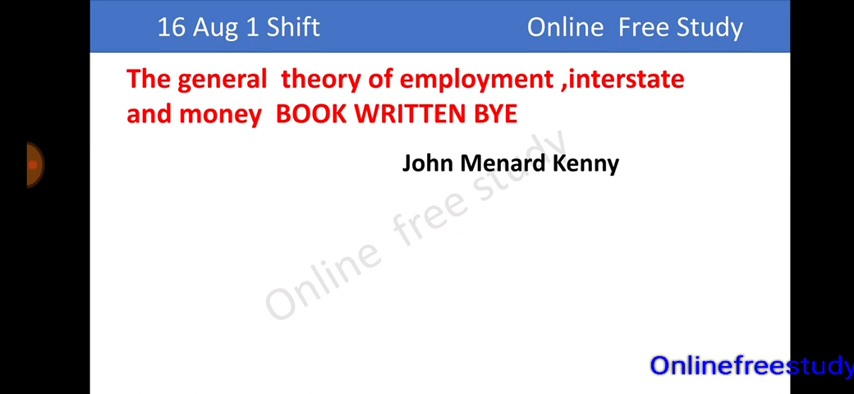 16 Aug 1 Shift Online Free Study
The general theory of employment ,interstate
and money BOOK WRITTEN BYE
John Menard Kenny
Online free study
Onlinefreestudy